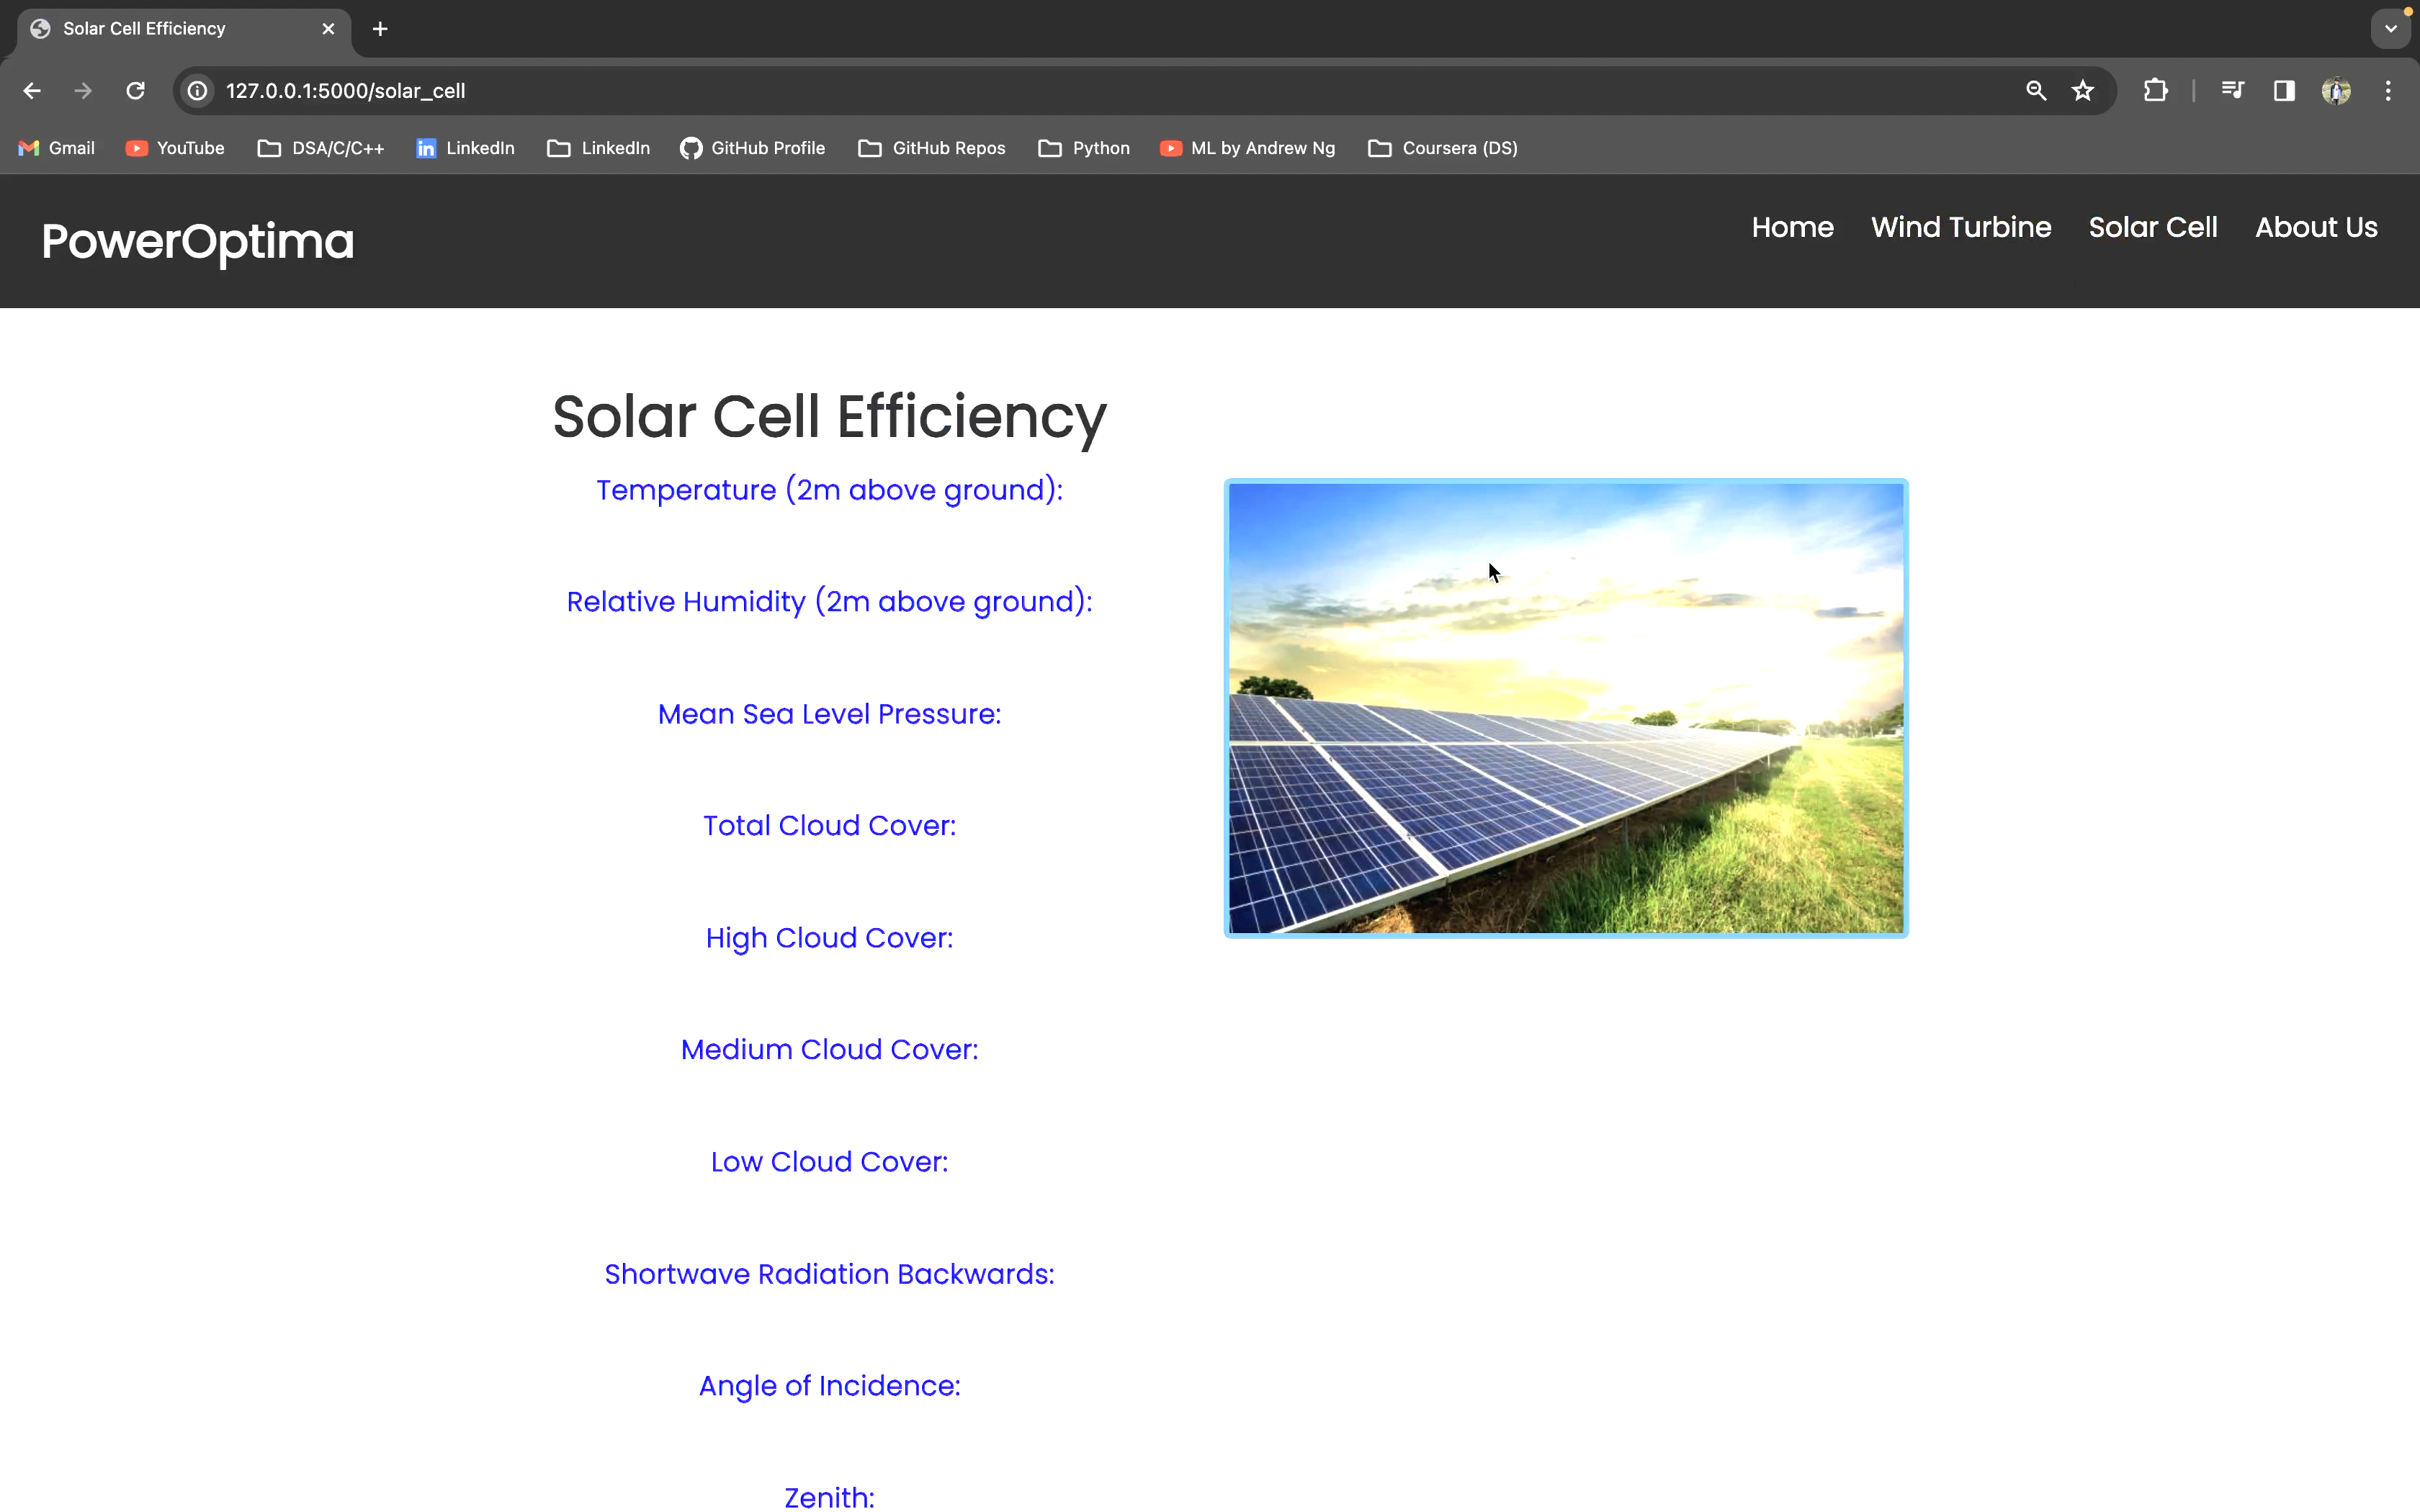 Solar Cell Efficiency
127.0.0.1:5000/solar_cell
Gmail YouTube DSA/C/C++ LinkedIn LinkedIn GitHub Profile GitHub Repos Python ML by Andrew Ng Coursera (DS)
PowerOptima
Home Wind Turbine Solar Cell About Us
Solar Cell Efficiency
Temperature (2m above ground):
Relative Humidity (2m above ground):
Mean Sea Level Pressure:
Total Cloud Cover:
High Cloud Cover:
Medium Cloud Cover:
Low Cloud Cover:
Shortwave Radiation Backwards:
Angle of Incidence:
Zenith: